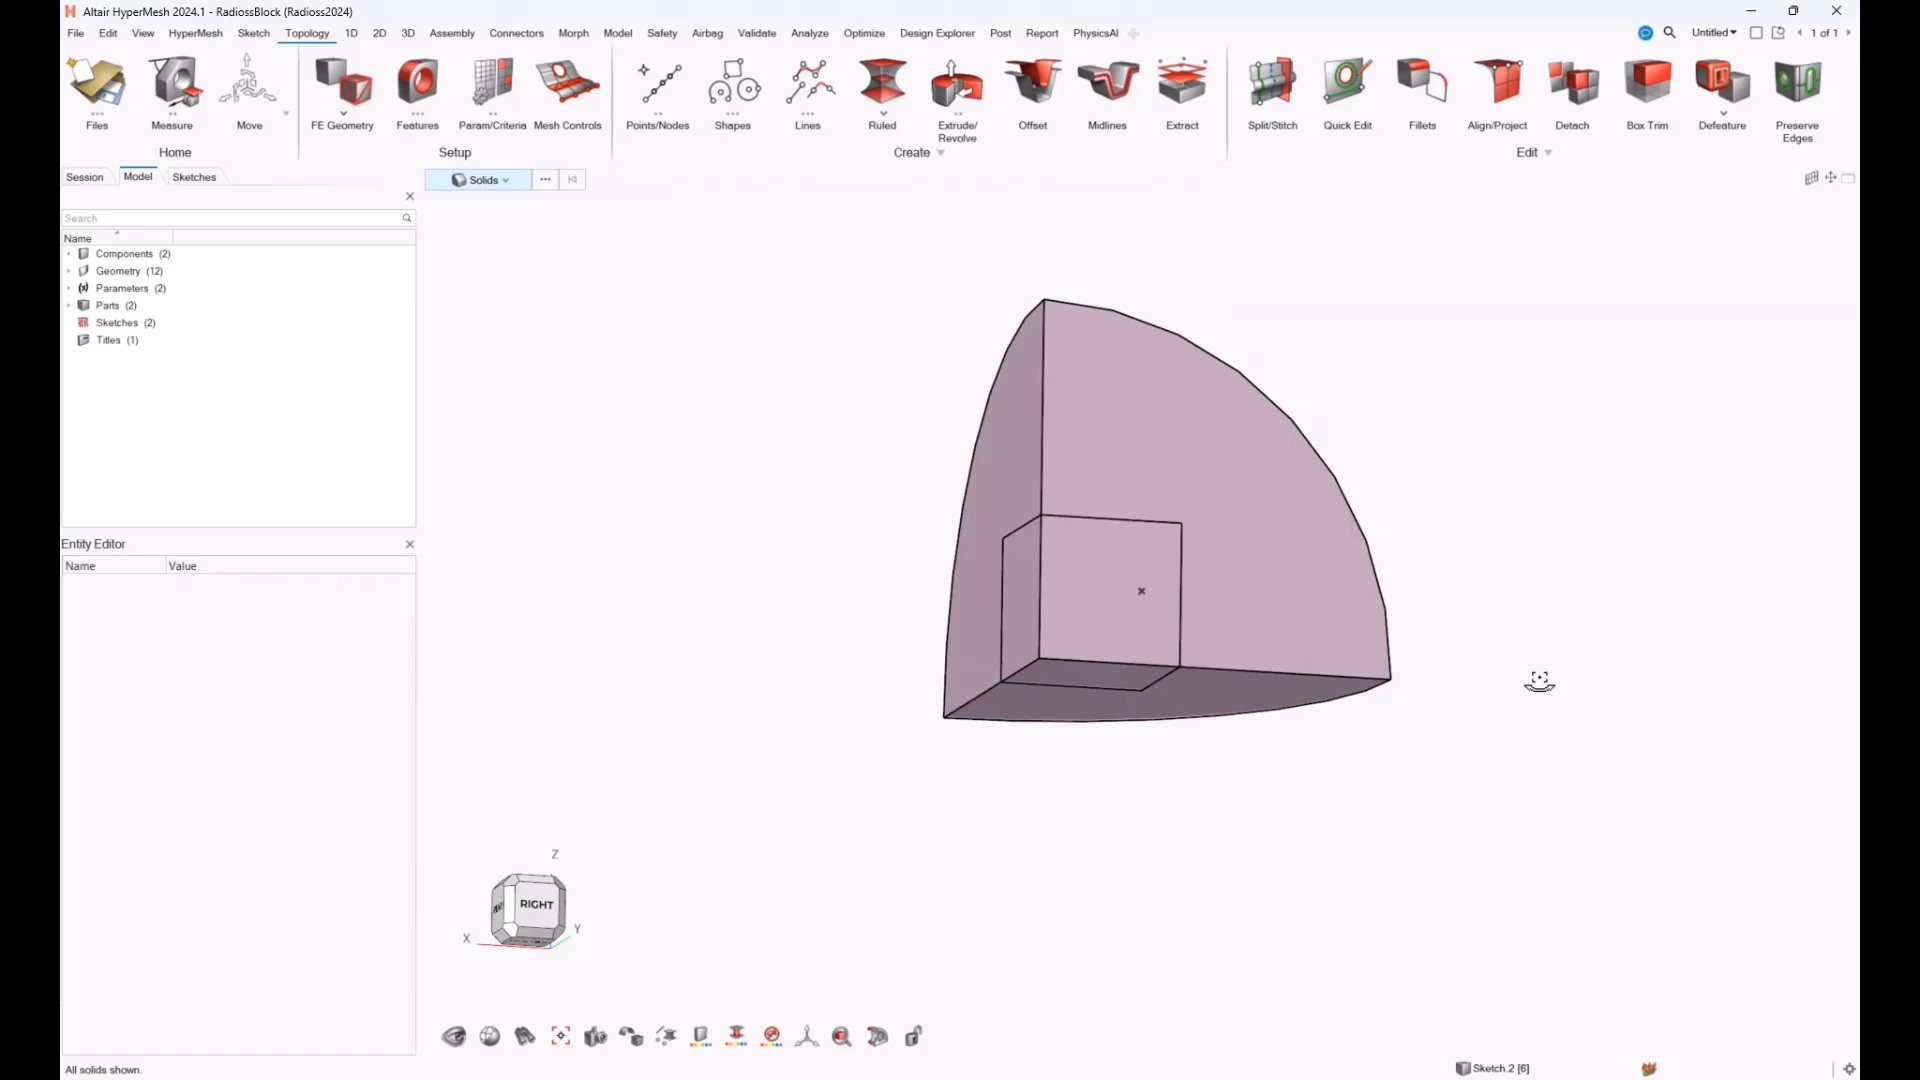 Altair HyperMesh 2024.1 - RadiossBlock (Radioss2024)
File Edit View HyperMesh Sketch Topology 1D 2D 3D Assembly Connectors Morph Model Safety Airbag Validate Analyze Optimize Design Explorer Post Report PhysicsAI Untitled 1 of 1
Files Measure Move FE Geometry Features Param/Criteria Mesh Controls Points/Nodes Shapes Lines Ruled Extrude/ Offset Midlines Extract Split/Stitch Quick Edit Fillets Align/Project Detach Box Trim Defeature Preserve
Revolve Edges
Home Setup Create Edit
Session Model Sketches
Solids
Search
Name
Components (2)
Geometry (12)
Parameters (2)
Parts (2)
Sketches (2)
Titles (1)
Entity Editor
Name Value
Z
RIGHT
Y
X
All solids shown.
Sketch.2 [6]